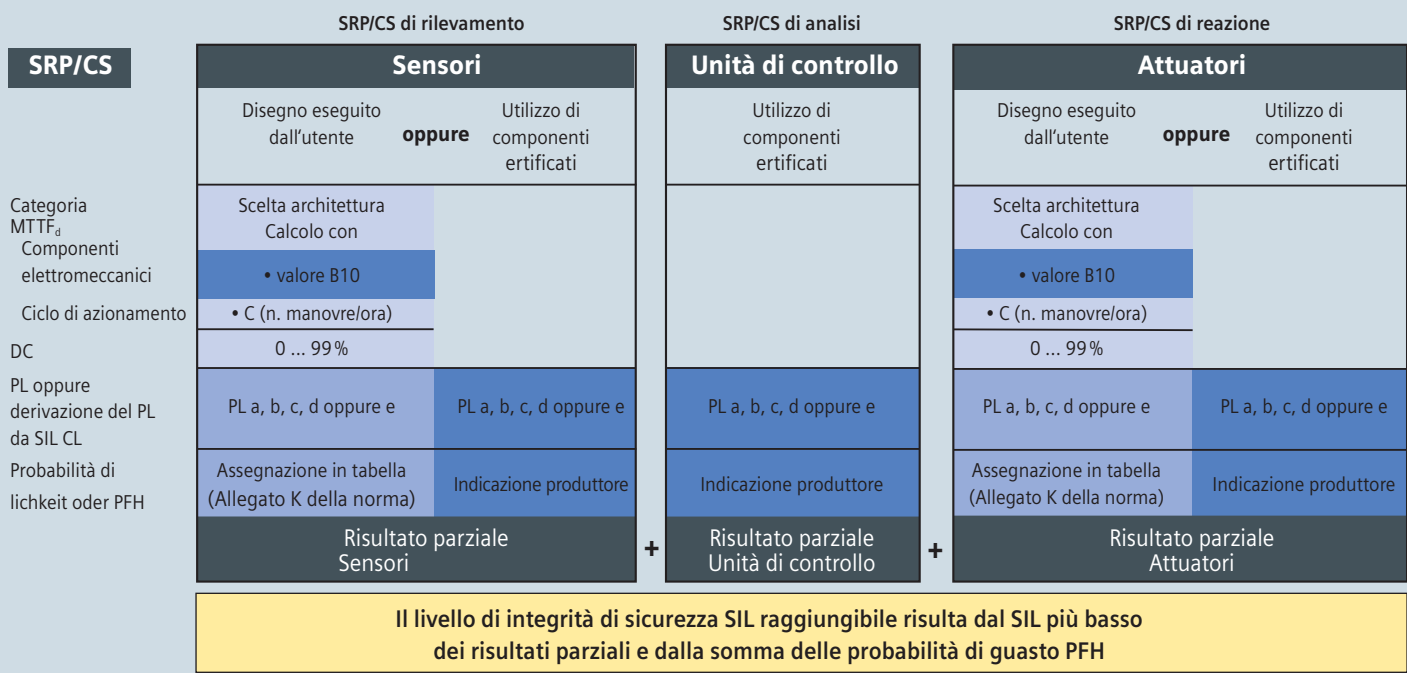 SRP/CS di rilevamento
SRP/CS di analisi
SRP/CS di reazione
SRP/CS
Sensori
Unità di controllo
Attuatori
Disegno eseguito
dall'utente
oppure
Utilizzo di
componenti
ertificati
Utilizzo di
componenti
ertificati
Disegno eseguito
dall'utente
oppure
Utilizzo di
componenti
ertificati
Categoria
MTTFd
Componenti
elettromeccanici
Ciclo di azionamento
DC
Scelta architettura
Calcolo con
• valore B10
• C (n. manovre/ora)
0 ... 99 %
Scelta architettura
Calcolo con
• valore B10
• C (n. manovre/ora)
0 ... 99 %
PL oppure
derivazione del PL
da SIL CL
PL a, b, c, d oppure e
PL a, b, c, d oppure e
PL a, b, c, d oppure e
PL a, b, c, d oppure e
PL a, b, c, d oppure e
Probabilità di
lichkeit oder PFH
Assegnazione in tabella
(Allegato K della norma)
Indicazione produttore
Indicazione produttore
Assegnazione in tabella
(Allegato K della norma)
Indicazione produttore
Risultato parziale
Sensori
+
Risultato parziale
Unità di controllo
+
Risultato parziale
Attuatori
Il livello di integrità di sicurezza SIL raggiungibile risulta dal SIL più basso
dei risultati parziali e dalla somma delle probabilità di guasto PFH